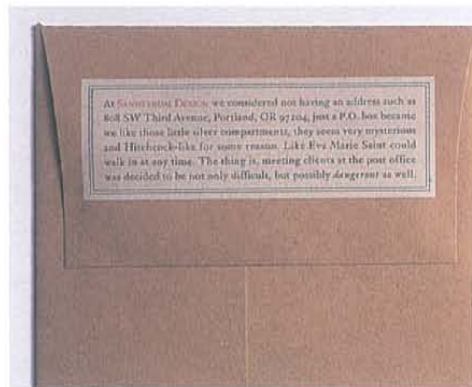 At SANDSTROM DESIGN we considered not having an address such as
808 SW Third Avenue, Portland, OR 97204, just a P.O. box because
we like those little silver compartments, they seem very mysterious
and Hitchcock-like for some reason. Like Eva Marie Saint could
walk in at any time. The thing is, meeting clients at the post office
was decided to be not only difficult, but possibly dangerous as well.